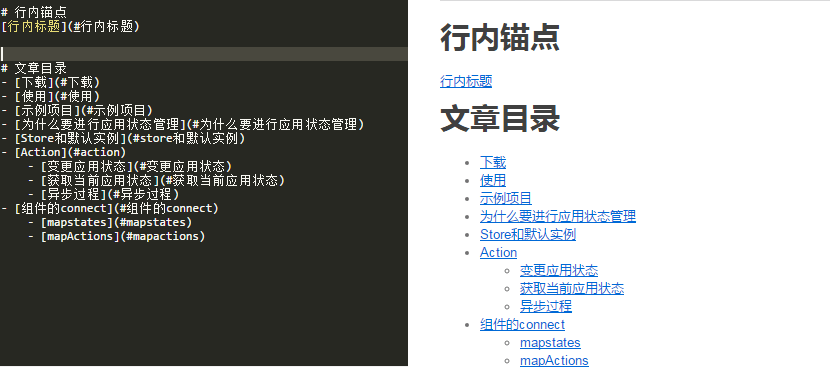 # 行内锚点
[行内标题](#行内标题)
# 文章目录
- [下载](#下载)
- [使用](#使用)
- [示例项目](#示例项目)
- [为什么要进行应用状态管理](#为什么要进行应用状态管理)
- [Store和默认实例](#store和默认实例)
- [Action](#action)
- [变更应用状态](#变更应用状态)
- [获取当前应用状态](#获取当前应用状态)
- [异步过程](#异步过程)
- [组件的connect](#组件的connect)
- [mapstates](#mapstates)
- [mapActions](#mapactions)
行内锚点
行内标题
文章目录
下载
使用
示例项目
为什么要进行应用状态管理
Store和默认实例
Action
变更应用状态
获取当前应用状态
异步过程
组件的connect
mapstates
mapActions